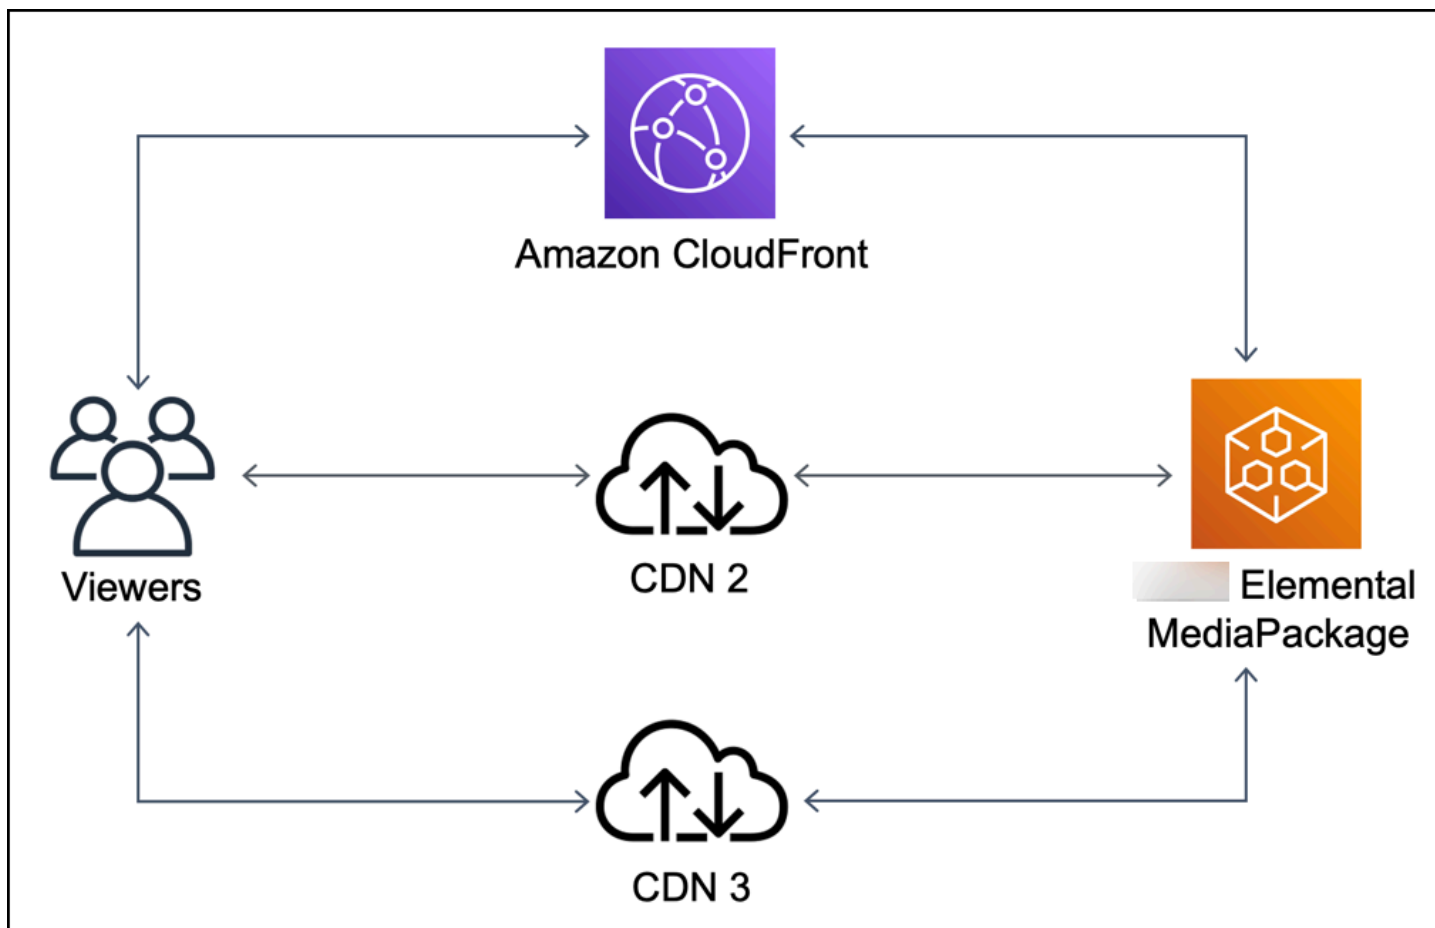 Amazon CloudFront
CDN 2
Viewers
Elemental
MediaPackage
CDN 3